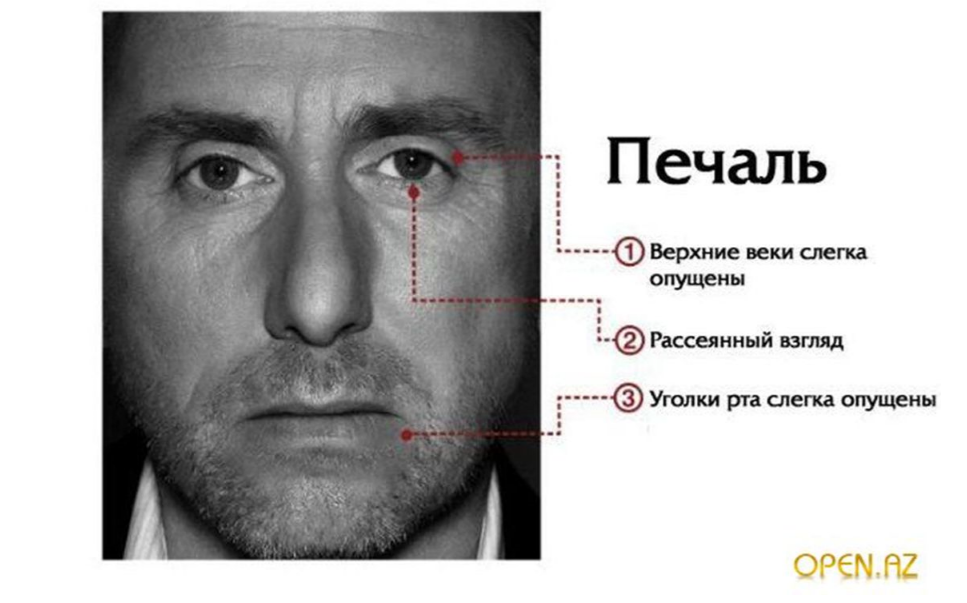 Печаль
1 Верхние веки слегка
опущены
2 Рассеянный взгляд
3 Уголки рта слегка опущены
OPEN.AZ